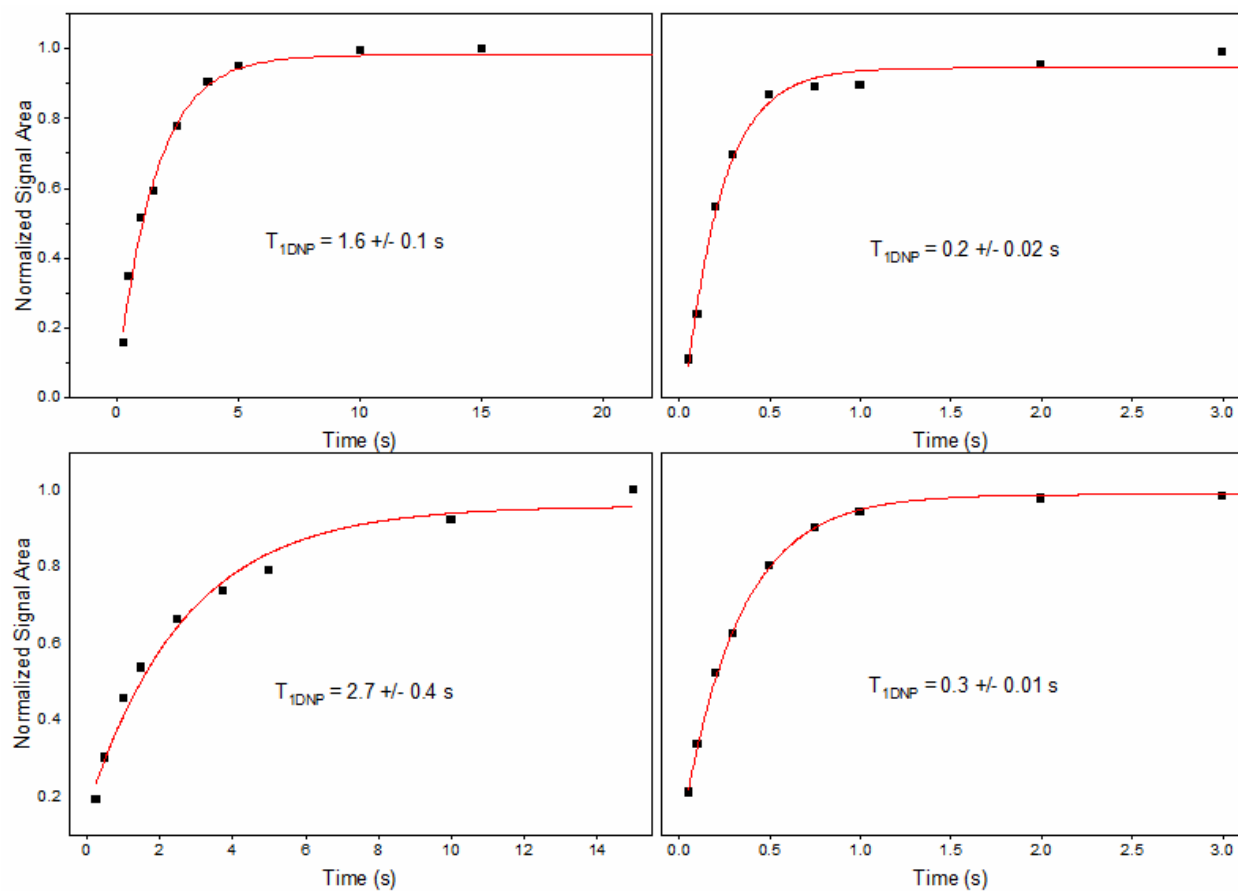 1.0
0.8
0.6
0.4
0.2
0.0
Normalized Signal Area
T1DNP = 1.6 +/- 0.1 s
0 5 10 15 20
Time (s)
T1DNP = 0.2 +/- 0.02 s
0.0 0.5 1.0 1.5 2.0 2.5 3.0
Time (s)
1.0
0.8
0.6
0.4
0.2
Normalized Signal Area
T1DNP = 2.7 +/- 0.4 s
0 2 4 6 8 10 12 14
Time (s)
T1DNP = 0.3 +/- 0.01 s
0.0 0.5 1.0 1.5 2.0 2.5 3.0
Time (s)